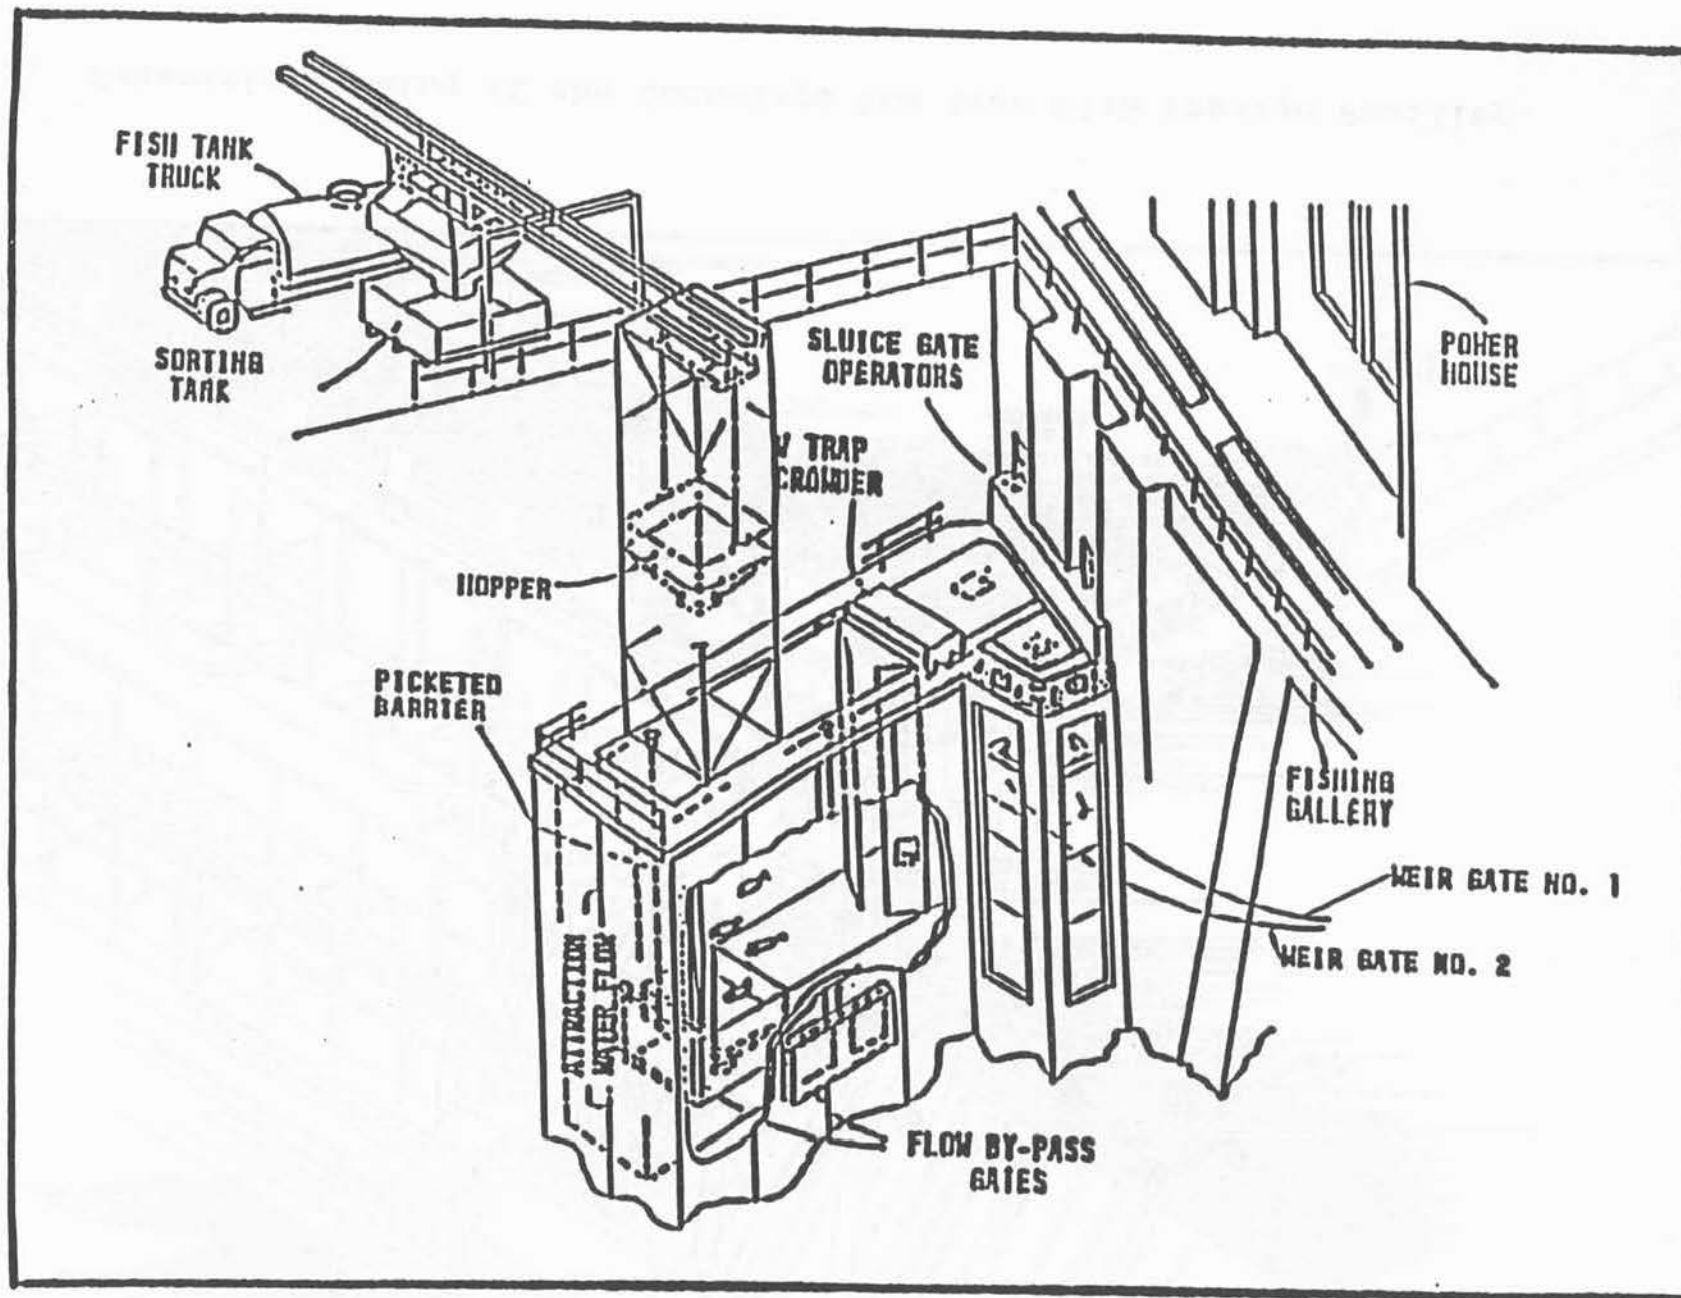 FISH TANK
TRUCK
SORTING
TANK
SLUICE GATE
OPERATORS
POWER
HOUSE
V TRAP
CROWDER
HOPPER
PICKETED
BARRIER
FISHING
GALLERY
WEIR GATE NO. 1
WEIR GATE NO. 2
ATTRACTION
WATER FLOW
FLOW BY-PASS
GATES